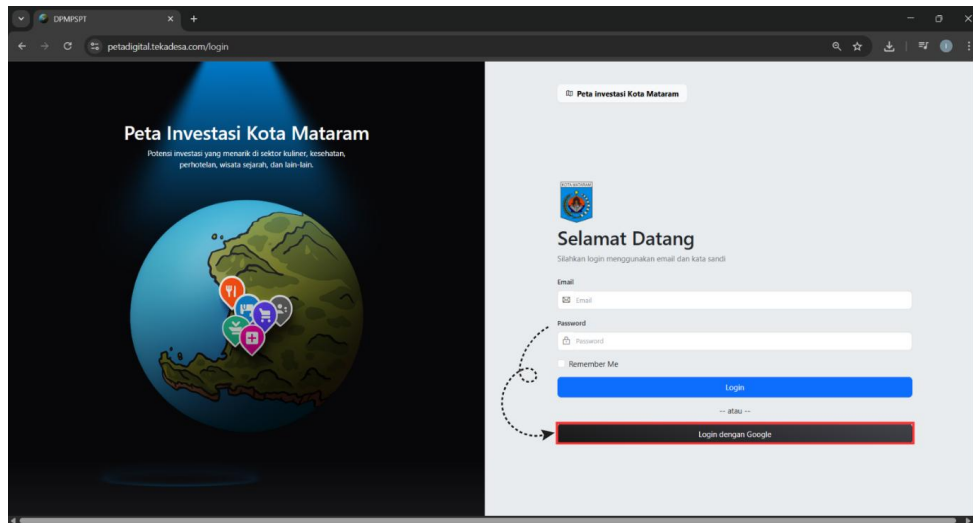 DPMPSPT
petadigital.tekadesa.com/login
Peta Investasi Kota Mataram
Potensi investasi yang menarik di sektor kuliner, kesehatan,
perhotelan, wisata sejarah, dan lain-lain.
Peta investasi Kota Mataram
KOTA MATARAM
Selamat Datang
Silahkan login menggunakan email dan kata sandi
Email
Email
Password
Password
Remember Me
Login
-- atau --
Login dengan Google